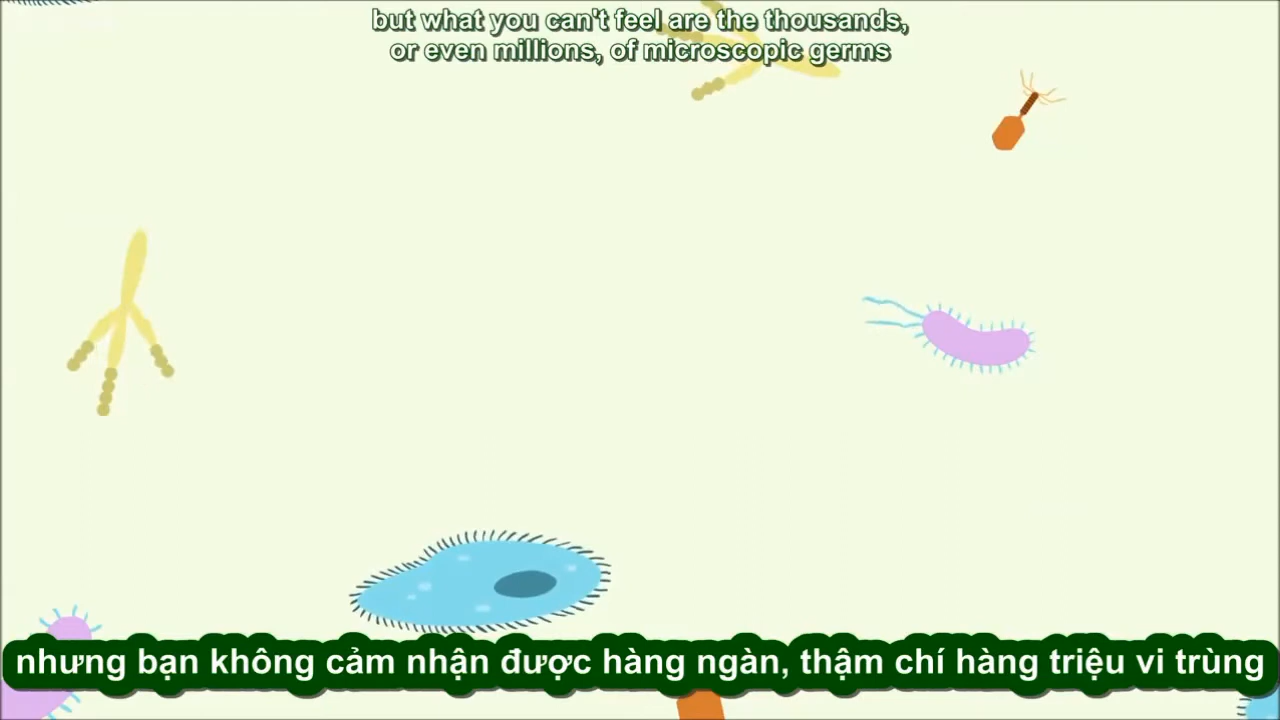 but what you can't feel are the thousands,
or even millions, of microscopic germs
nhưng bạn không cảm nhận được hàng ngàn, thậm chí hàng triệu vi trùng